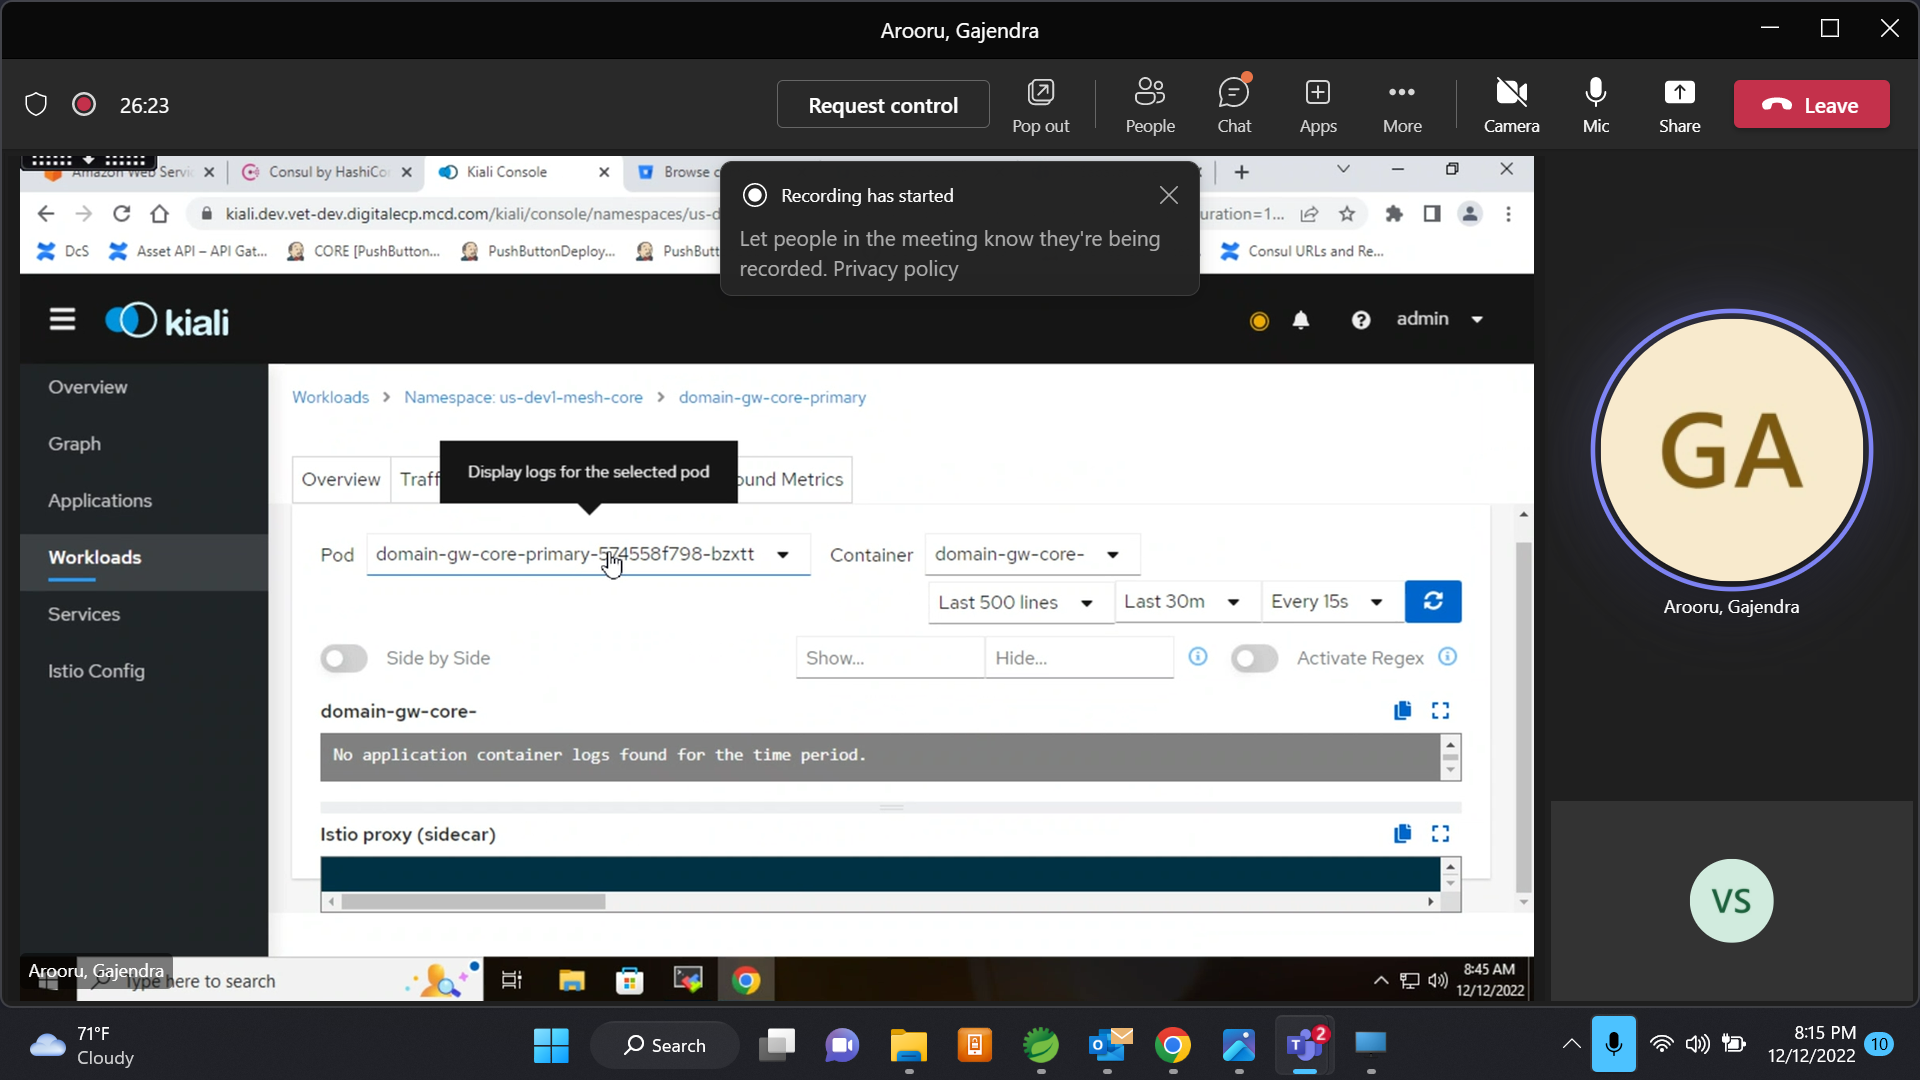 Arooru, Gajendra
26:23
Request control
Pop out
People
Chat
Apps
More
Camera
Mic
Share
Leave
Amazon Web Servic
Consul by HashiCo
Kiali Console
Browse c
kiali.dev.vet-dev.digitalecp.mcd.com/kiali/console/namespaces/us-d
uration=1...
DcS
Asset API – API Gat...
CORE [PushButton...
PushButtonDeploy...
PushButt
Consul URLs and Re...
Recording has started
Let people in the meeting know they're being
recorded. Privacy policy
kiali
admin
Overview
Graph
Applications
Workloads
Services
Istio Config
Workloads > Namespace: us-dev1-mesh-core > domain-gw-core-primary
Overview
Traff
Display logs for the selected pod
ound Metrics
Pod domain-gw-core-primary-574558f798-bzxtt
Container domain-gw-core-
Last 500 lines
Last 30m
Every 15s
Side by Side
Show...
Hide...
Activate Regex
domain-gw-core-
No application container logs found for the time period.
Istio proxy (sidecar)
GA
Arooru, Gajendra
VS
Arooru, Gajendra
Type here to search
8:45 AM
12/12/2022
71°F
Cloudy
Search
2
8:15 PM
12/12/2022
10